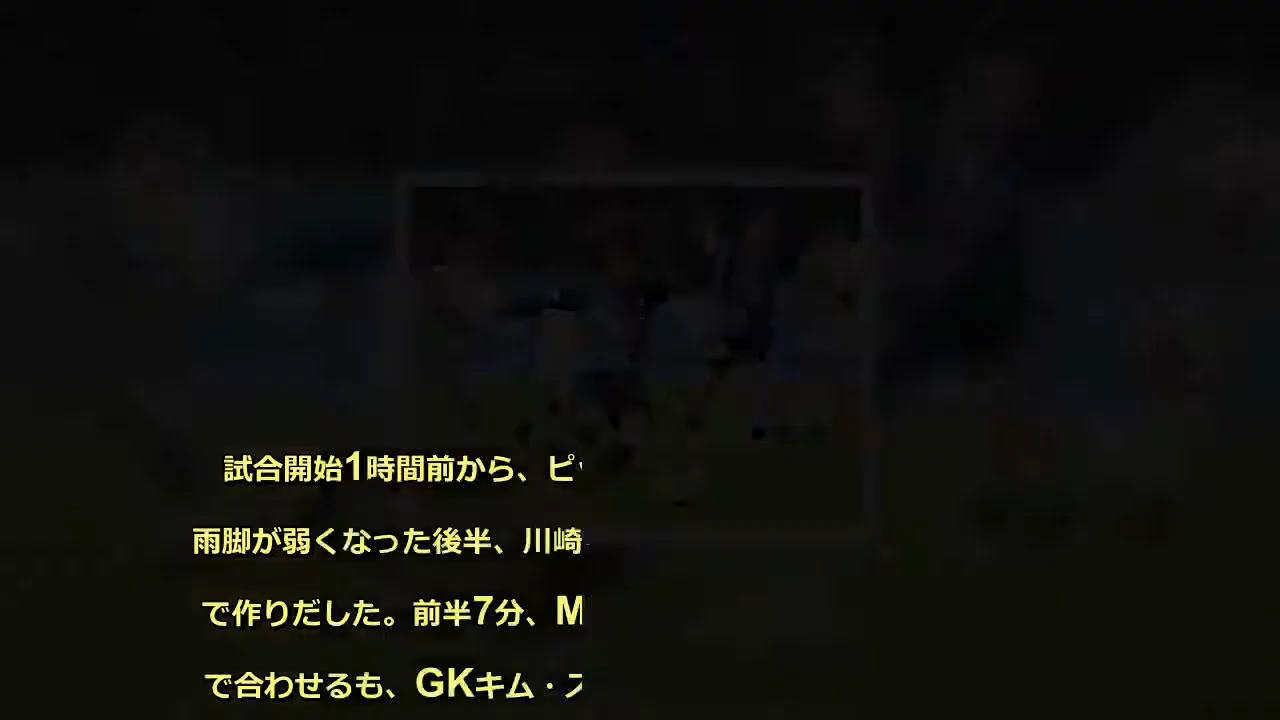 試合開始1時間前から、ピ
雨脚が弱くなった後半、川崎
で作りだした。前半7分、M
で合わせるも、GKキム・ス